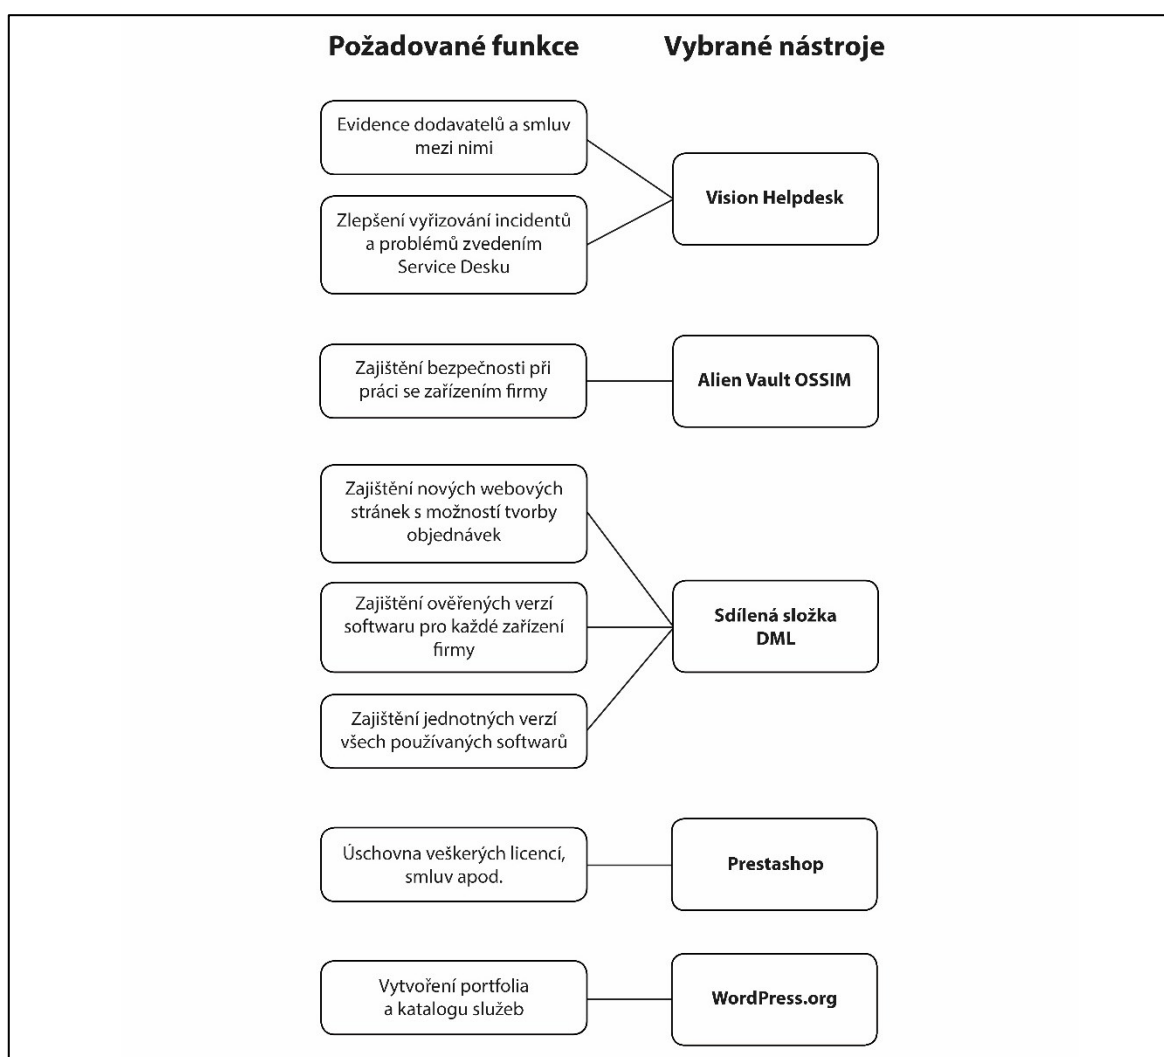 Požadované funkce
Vybrané nástroje
Evidence dodavatelů a smluv
mezi nimi
Zlepšení vyřizování incidentů
a problémů zvedením
Service Desku
Vision Helpdesk
Zajištění bezpečnosti při
práci se zařízením firmy
Alien Vault OSSIM
Zajištění nových webových
stránek s možností tvorby
objednávek
Zajištění ověřených verzí
softwaru pro každé zařízení
firmy
Zajištění jednotných verzí
všech používaných softwarů
Sdílená složka
DML
Úschovna veškerých licencí,
smluv apod.
Prestashop
Vytvoření portfolia
a katalogu služeb
WordPress.org